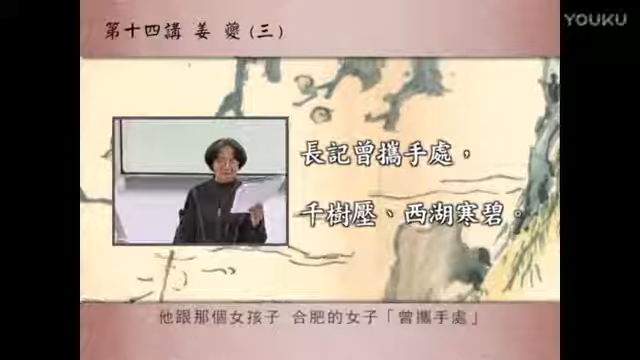 YOUKU
第十四講 姜 夔 (三)
長記曾攜手處，
千樹壓、西湖寒碧。
他跟那個女孩子 合肥的女子「曾攜手處」